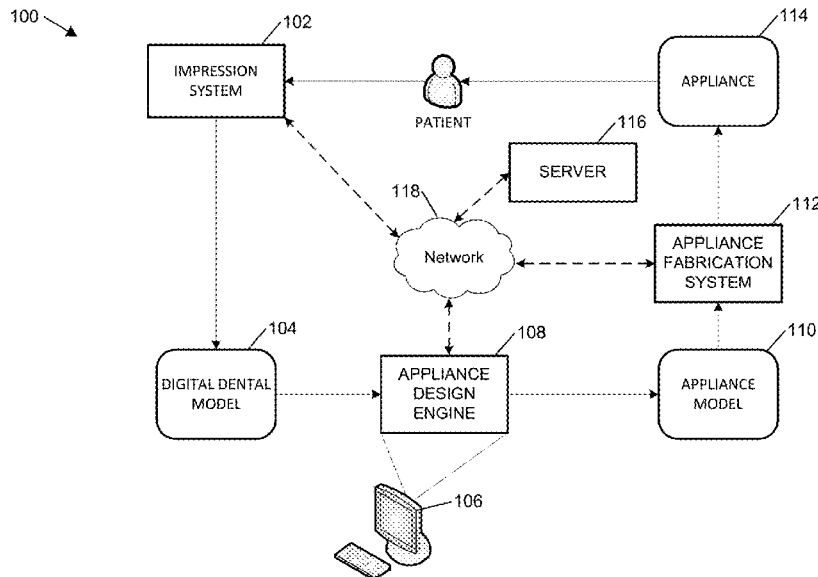 100
102
IMPRESSION
SYSTEM
PATIENT
114
APPLIANCE
116
SERVER
118
Network
112
APPLIANCE
FABRICATION
SYSTEM
104
DIGITAL DENTAL
MODEL
108
APPLIANCE
DESIGN
ENGINE
110
APPLIANCE
MODEL
106